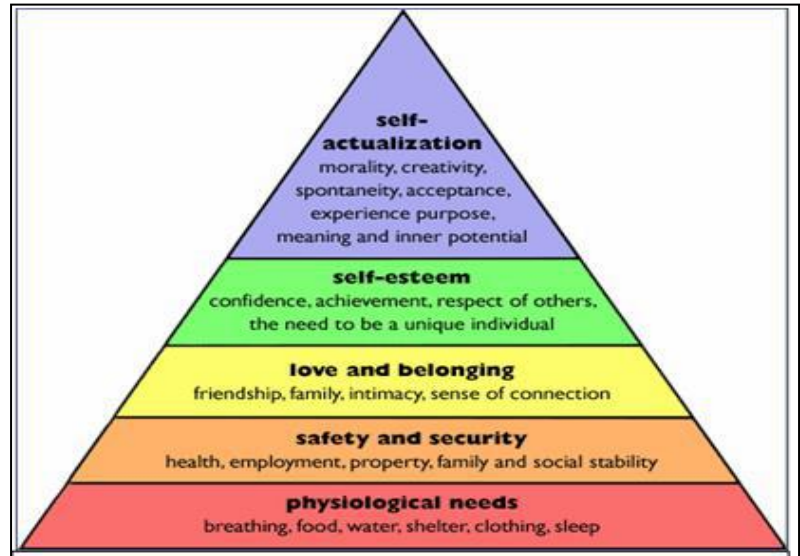 self-
actualization
morality, creativity,
spontaneity, acceptance,
experience purpose,
meaning and inner potential
self-esteem
confidence, achievement, respect of others,
the need to be a unique individual
love and belonging
friendship, family, intimacy, sense of connection
safety and security
health, employment, property, family and social stability
physiological needs
breathing, food, water, shelter, clothing, sleep